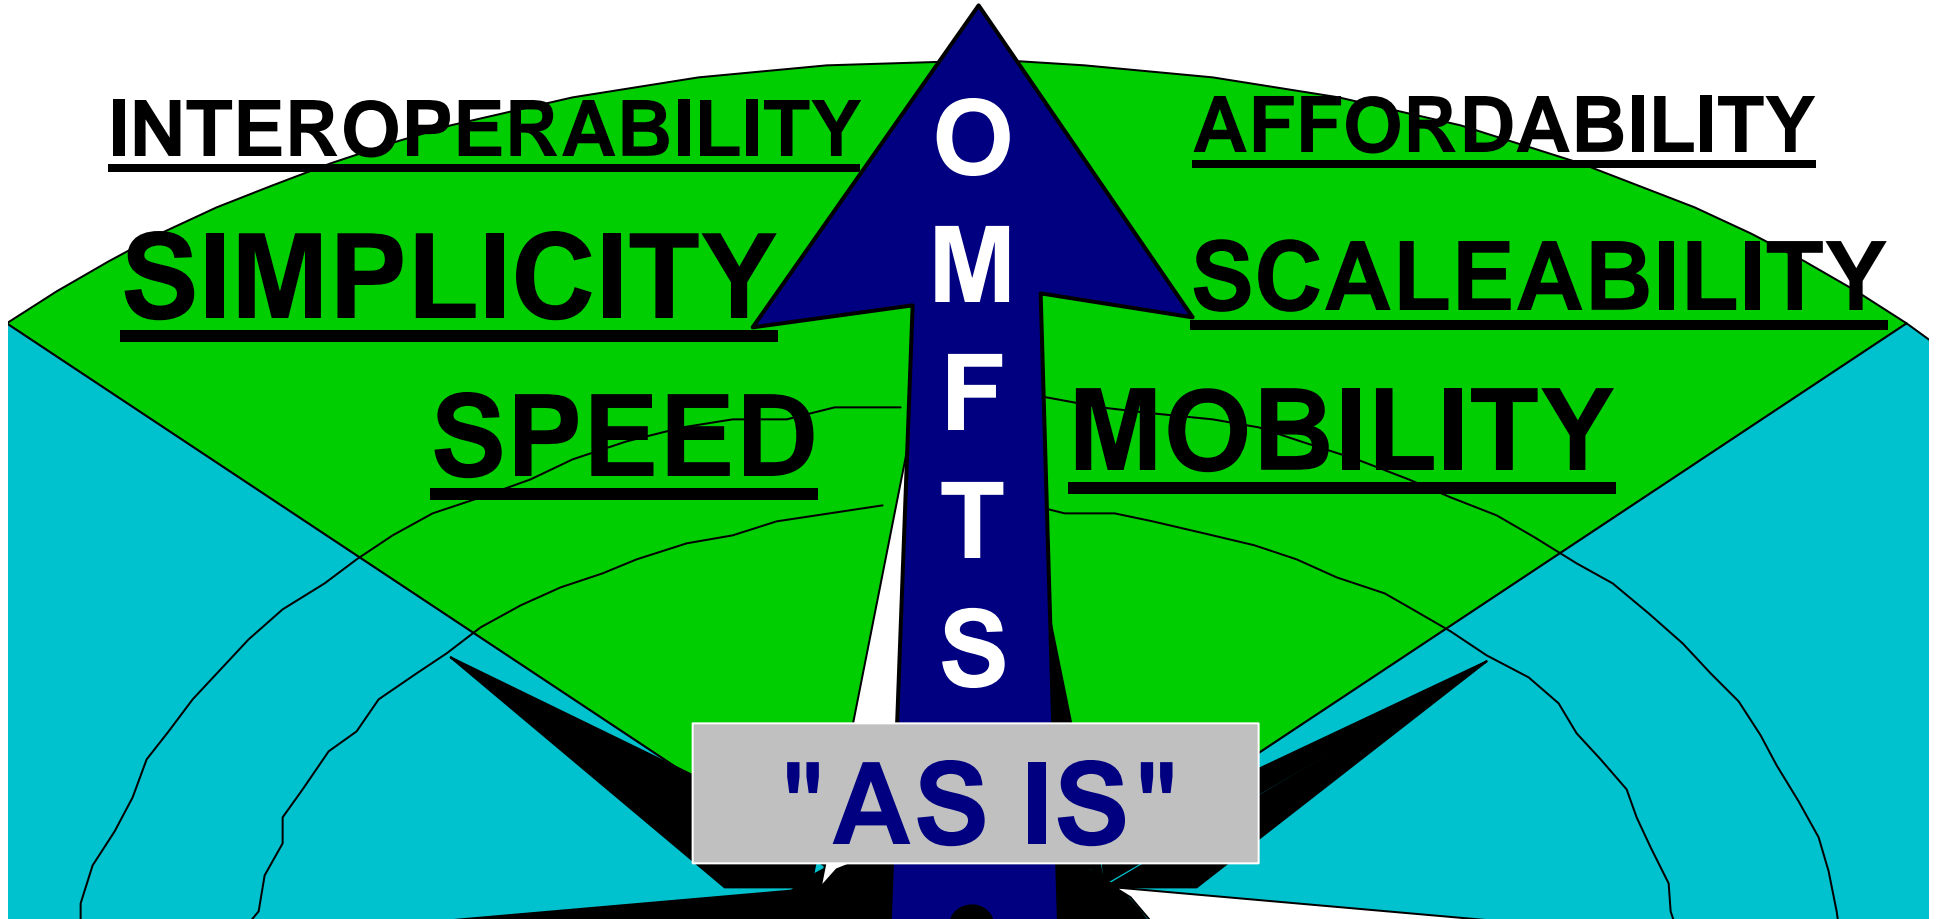 INTEROPERABILITY
AFFORDABILITY
SIMPLICITY
SCALEABILITY
SPEED
MOBILITY
O
M
F
T
S
"AS IS"